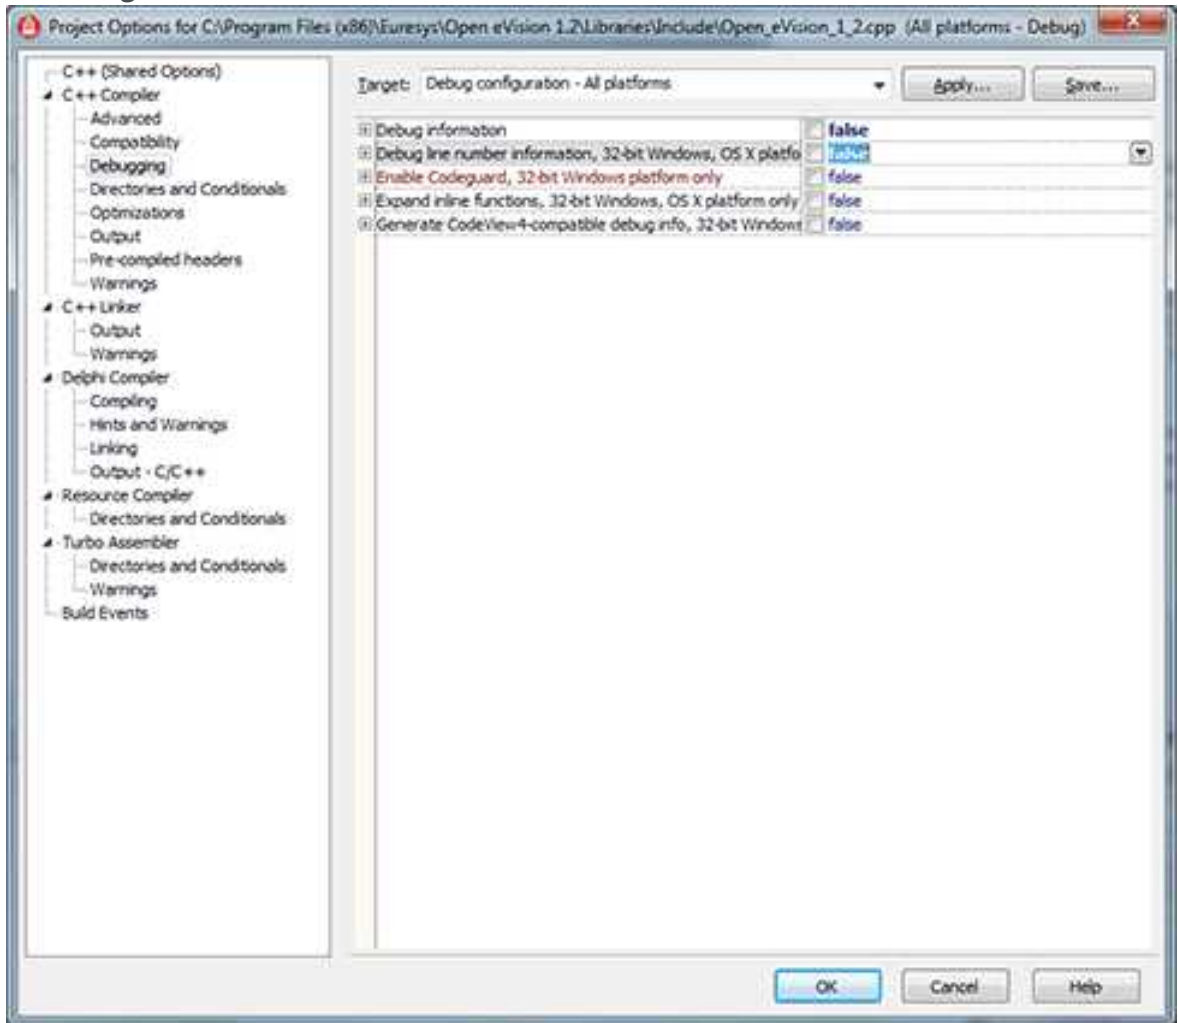 Project Options for C:\Program Files (x86)\Euresys\Open eVision 1.2\Libraries\Include\Open_eVision_1_2.cpp (All platforms - Debug)
C++ (Shared Options)
C++ Compiler
Advanced
Compatibility
Debugging
Directories and Conditionals
Optimizations
Output
Pre-compiled headers
Warnings
C++ Linker
Output
Warnings
Delphi Compiler
Compiling
Hints and Warnings
Linking
Output - C/C++
Resource Compiler
Directories and Conditionals
Turbo Assembler
Directories and Conditionals
Warnings
Build Events
Target: Debug configuration - All platforms Apply... Save...
Debug information false
Debug line number information, 32-bit Windows, OS X platfo false
Enable Codeguard, 32-bit Windows platform only false
Expand inline functions, 32-bit Windows, OS X platform only false
Generate CodeView4-compatible debug info, 32-bit Windows false
OK Cancel Help